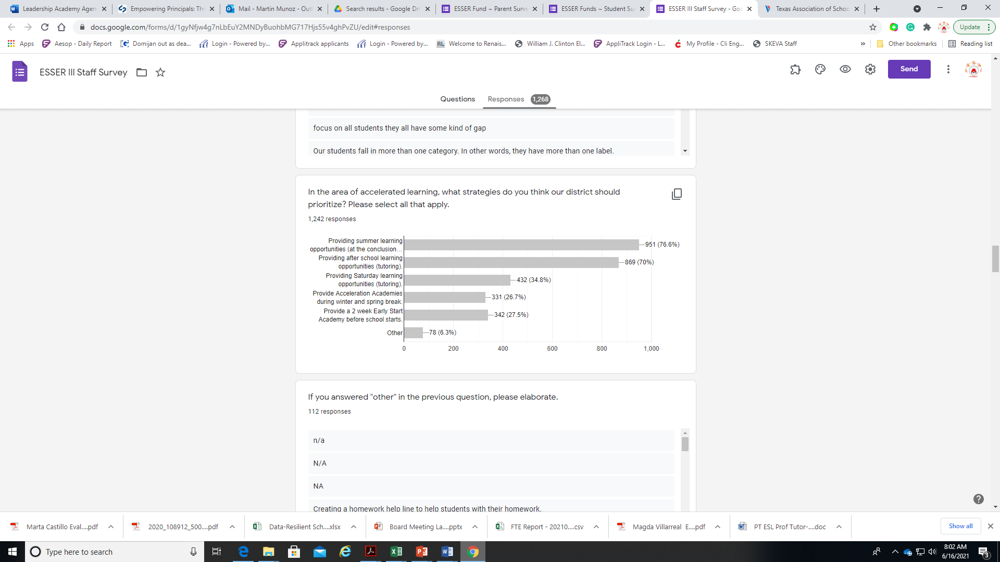 Leadership Academy Agen
Empowering Principals: Thr
Mail - Martin Munoz - Outl
Search results - Google Dri
ESSER Fund ~ Parent Surve
ESSER Funds ~ Student Su
ESSER III Staff Survey - Goo
Texas Association of Schoo
docs.google.com/forms/d/1gyNfjw4g7nLbEuY2MNDyBuohbMG717Hjs55v4ghPvZU/edit#responses
Update
Apps
Aesop - Daily Report
Domijan out as dea...
Login - Powered by...
Applitrack applicants
Login - Powered by...
RL Welcome to Renais...
William J. Clinton El...
AppliTrack Login - L...
My Profile - Cli Eng...
SKEVA Staff
»
Other bookmarks
Reading list
ESSER III Staff Survey
Send
Questions
Responses 1,268
focus on all students they all have some kind of gap
Our students fall in more than one category. In other words, they have more than one label.
In the area of accelerated learning, what strategies do you think our district should
prioritize? Please select all that apply.
1,242 responses
Providing summer learning
opportunities (at the conclusion...
951 (76.6%)
Providing after school learning
opportunities (tutoring).
869 (70%)
Providing Saturday learning
opportunities (tutoring).
432 (34.8%)
Provide Acceleration Academies
during winter and spring break.
331 (26.7%)
Provide a 2 week Early Start
Academy before school starts.
342 (27.5%)
Other
78 (6.3%)
0 200 400 600 800 1,000
If you answered "other" in the previous question, please elaborate.
112 responses
n/a
N/A
NA
Creating a homework help line to help students with their homework.
Marta Castillo Eval....pdf
2020_108912_500....pdf
Data-Resilient Sch....xlsx
Board Meeting La....pptx
FTE Report - 20210....csv
Magda Villarreal E....pdf
PT ESL Prof Tutor-....doc
Show all
Type here to search
8:02 AM
6/16/2021
3